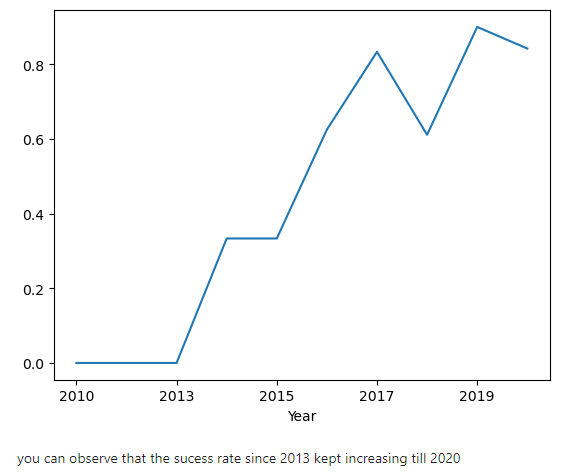 0.8
0.6
0.4
0.2
0.0
2010 2013 2015 2017 2019
Year
you can observe that the sucess rate since 2013 kept increasing till 2020